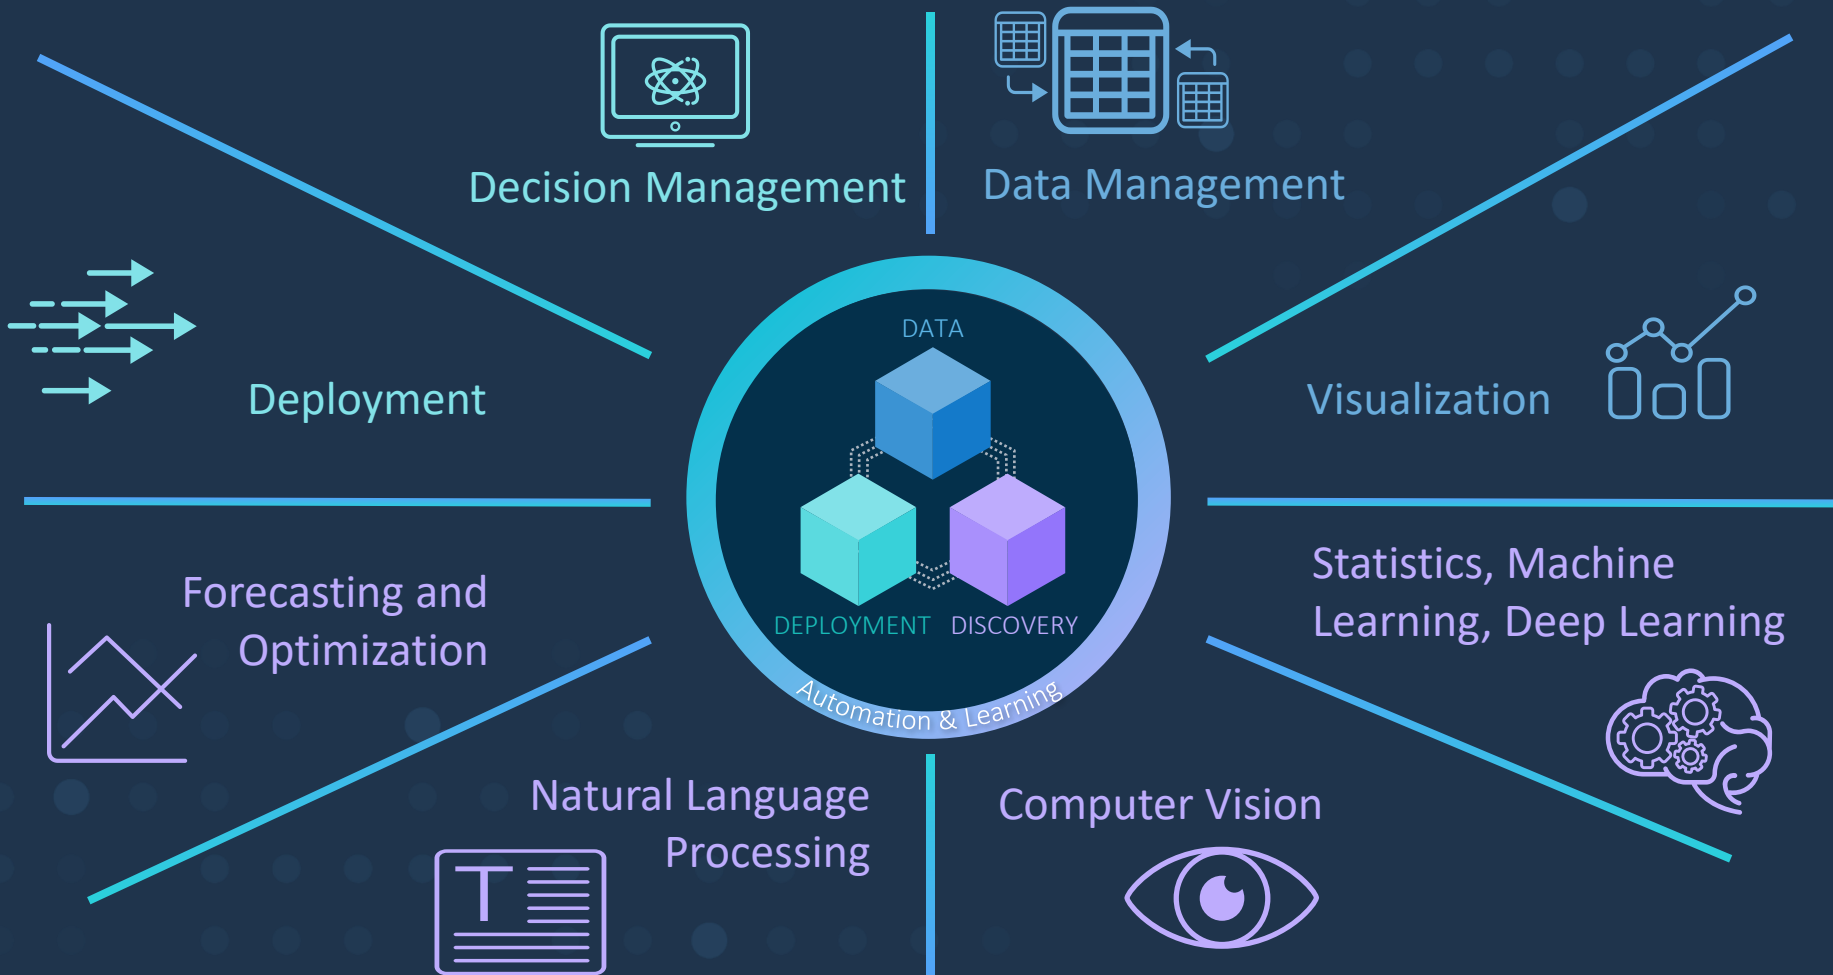 Decision Management
Data Management
DATA
Deployment
Visualization
Forecasting and
Optimization
Statistics, Machine
Learning, Deep Learning
DEPLOYMENT
DISCOVERY
Automation & Learning
Natural Language
Processing
T
Computer Vision